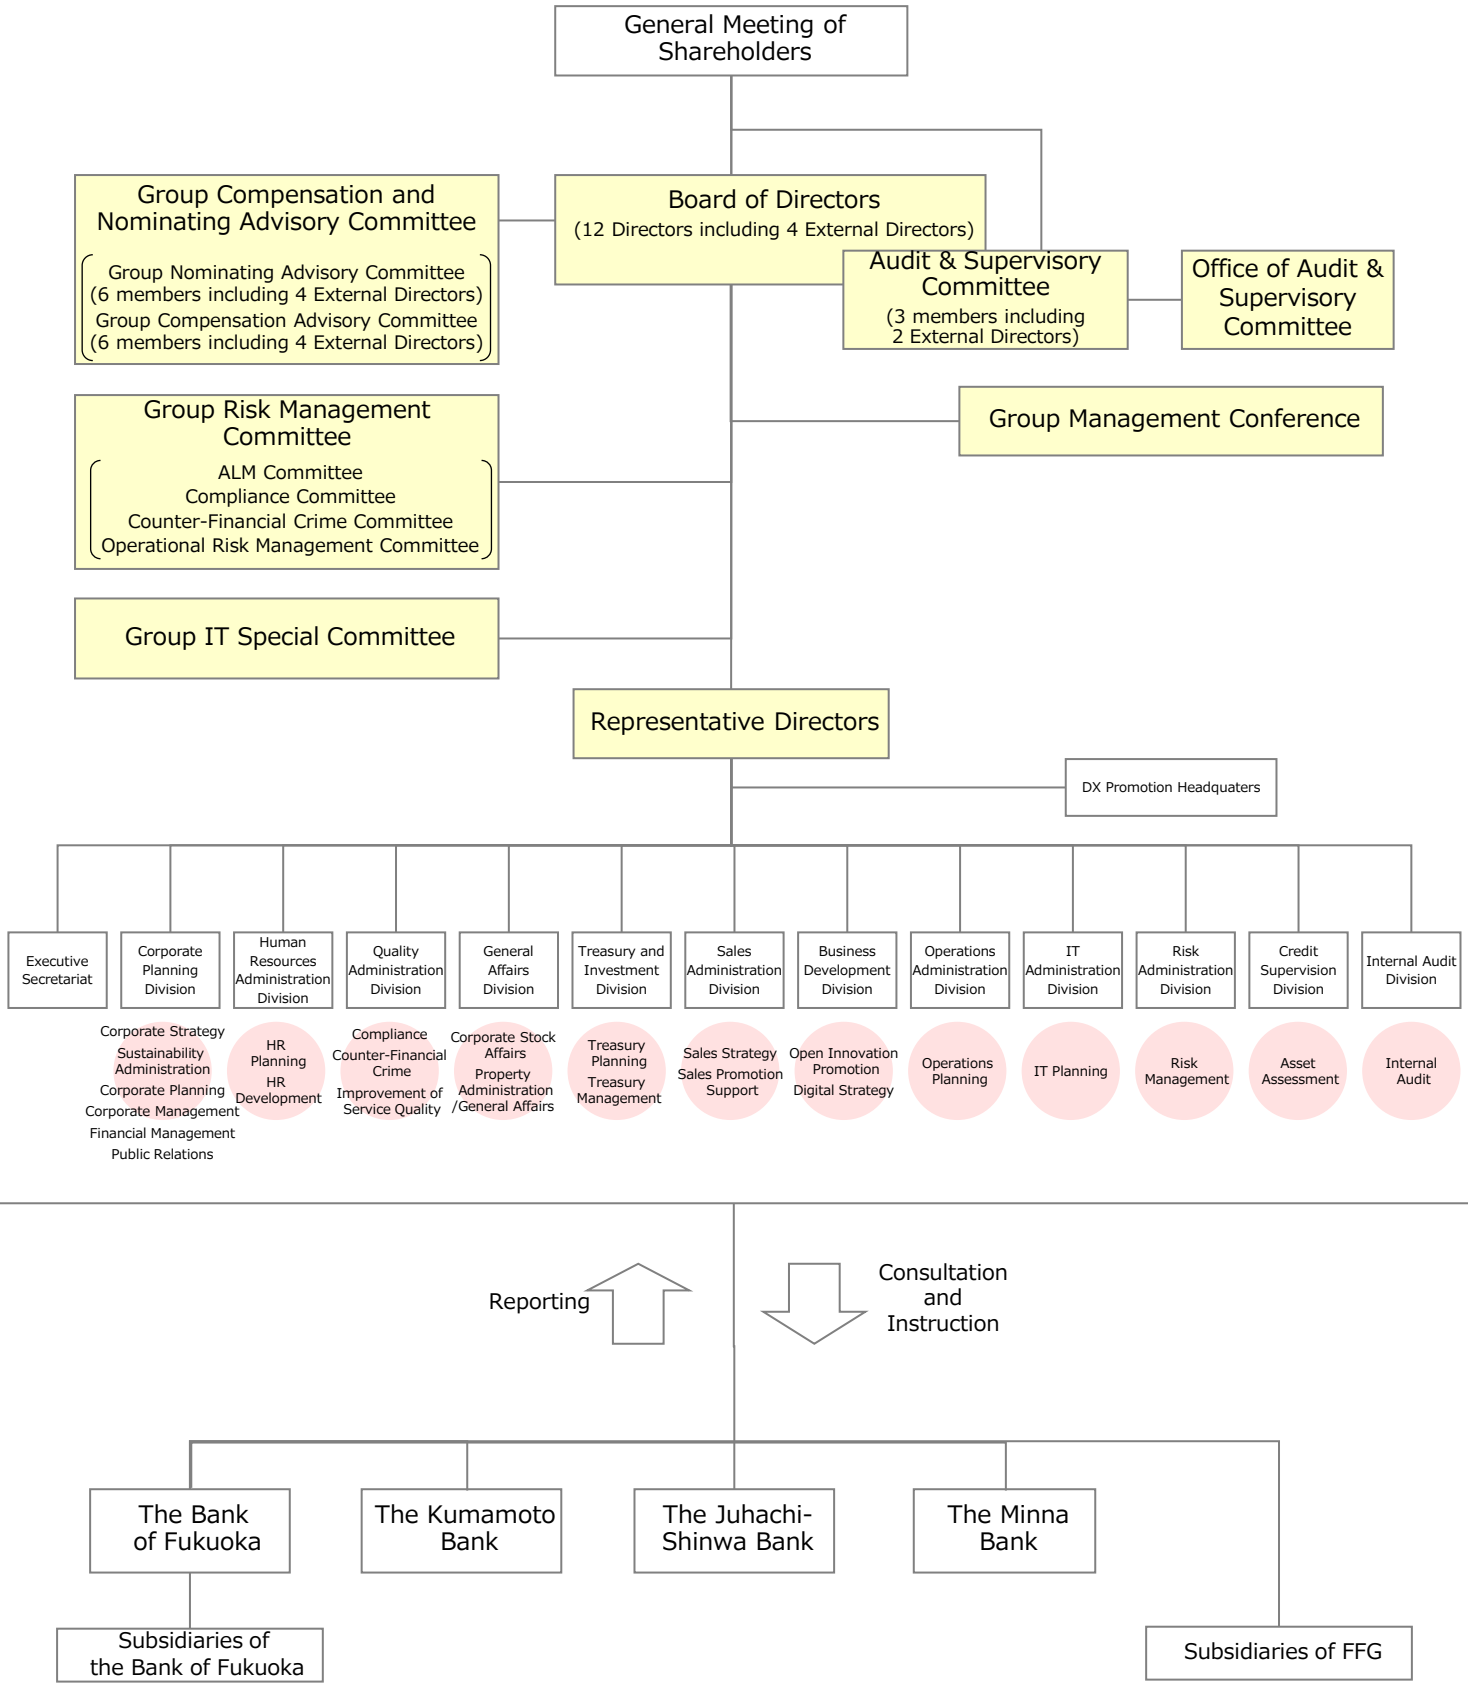 General Meeting of
Shareholders
Group Compensation and
Nominating Advisory Committee
Group Nominating Advisory Committee
(6 members including 4 External Directors)
Group Compensation Advisory Committee
(6 members including 4 External Directors)
Board of Directors
(12 Directors including 4 External Directors)
Audit & Supervisory
Committee
(3 members including
2 External Directors)
Office of Audit &
Supervisory
Committee
Group Risk Management
Committee
ALM Committee
Compliance Committee
Counter-Financial Crime Committee
Operational Risk Management Committee
Group Management Conference
Group IT Special Committee
Representative Directors
DX Promotion Headquaters
Executive
Secretariat
Corporate
Planning
Division
Human
Resources
Administration
Division
Quality
Administration
Division
General
Affairs
Division
Treasury and
Investment
Division
Sales
Administration
Division
Business
Development
Division
Operations
Administration
Division
IT
Administration
Division
Risk
Administration
Division
Credit
Supervision
Division
Internal Audit
Division
Corporate Strategy
Sustainability
Administration
Corporate Planning
Corporate Management
Financial Management
Public Relations
HR
Planning
HR
Development
Compliance
Counter-Financial
Crime
Improvement of
Service Quality
Corporate Stock
Affairs
Property
Administration
/General Affairs
Treasury
Planning
Treasury
Management
Sales Strategy
Sales Promotion
Support
Open Innovation
Promotion
Digital Strategy
Operations
Planning
IT Planning
Risk
Management
Asset
Assessment
Internal
Audit
Reporting
Consultation
and
Instruction
The Bank
of Fukuoka
The Kumamoto
Bank
The Juhachi-
Shinwa Bank
The Minna
Bank
Subsidiaries of
the Bank of Fukuoka
Subsidiaries of FFG